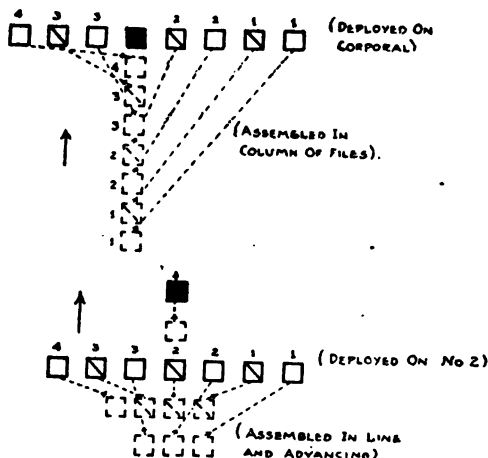 4 3 3 2 2 1 1 (DEPLOYED ON
CORPORAL)
4
3
3
(ASSEMBLED IN
2 COLUMN OF FILES).
2
1
1
4 3 3 2 2 1 1 (DEPLOYED ON NO 2)
(ASSEMBLED IN LINE
AND ADVANCING)